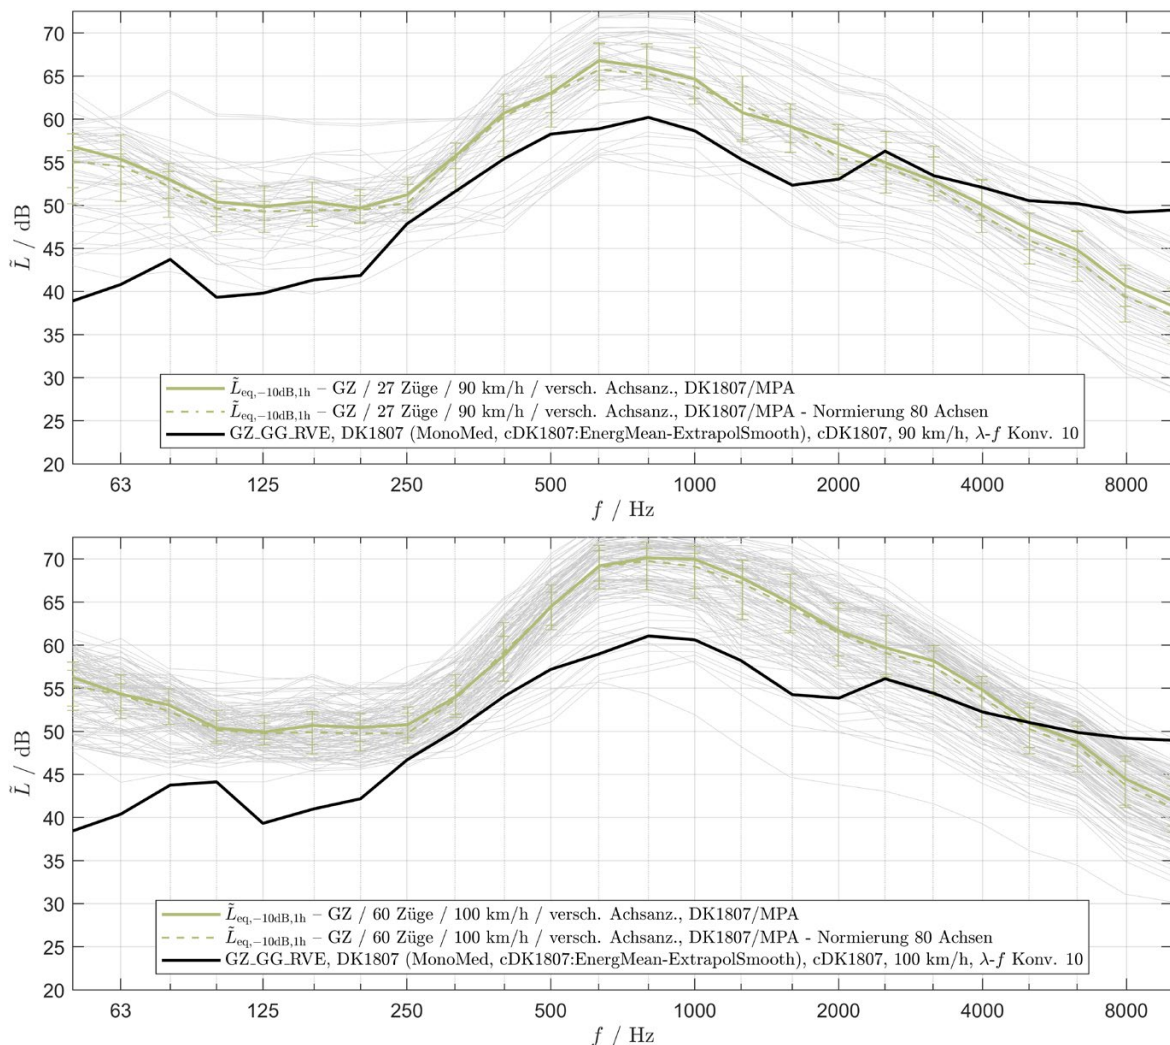 70
65
60
55
50
45
40
35
30
25
20
L̃ / dB
L̃eq,−10dB,1h – GZ / 27 Züge / 90 km/h / versch. Achsanz., DK1807/MPA
L̃eq,−10dB,1h – GZ / 27 Züge / 90 km/h / versch. Achsanz., DK1807/MPA - Normierung 80 Achsen
GZ_GG_RVE, DK1807 (MonoMed, cDK1807:EnergMean-ExtrapolSmooth), cDK1807, 90 km/h, λ-f Konv. 10
63 125 250 500 1000 2000 4000 8000
f / Hz
70
65
60
55
50
45
40
35
30
25
20
L̃ / dB
L̃eq,−10dB,1h – GZ / 60 Züge / 100 km/h / versch. Achsanz., DK1807/MPA
L̃eq,−10dB,1h – GZ / 60 Züge / 100 km/h / versch. Achsanz., DK1807/MPA - Normierung 80 Achsen
GZ_GG_RVE, DK1807 (MonoMed, cDK1807:EnergMean-ExtrapolSmooth), cDK1807, 100 km/h, λ-f Konv. 10
63 125 250 500 1000 2000 4000 8000
f / Hz